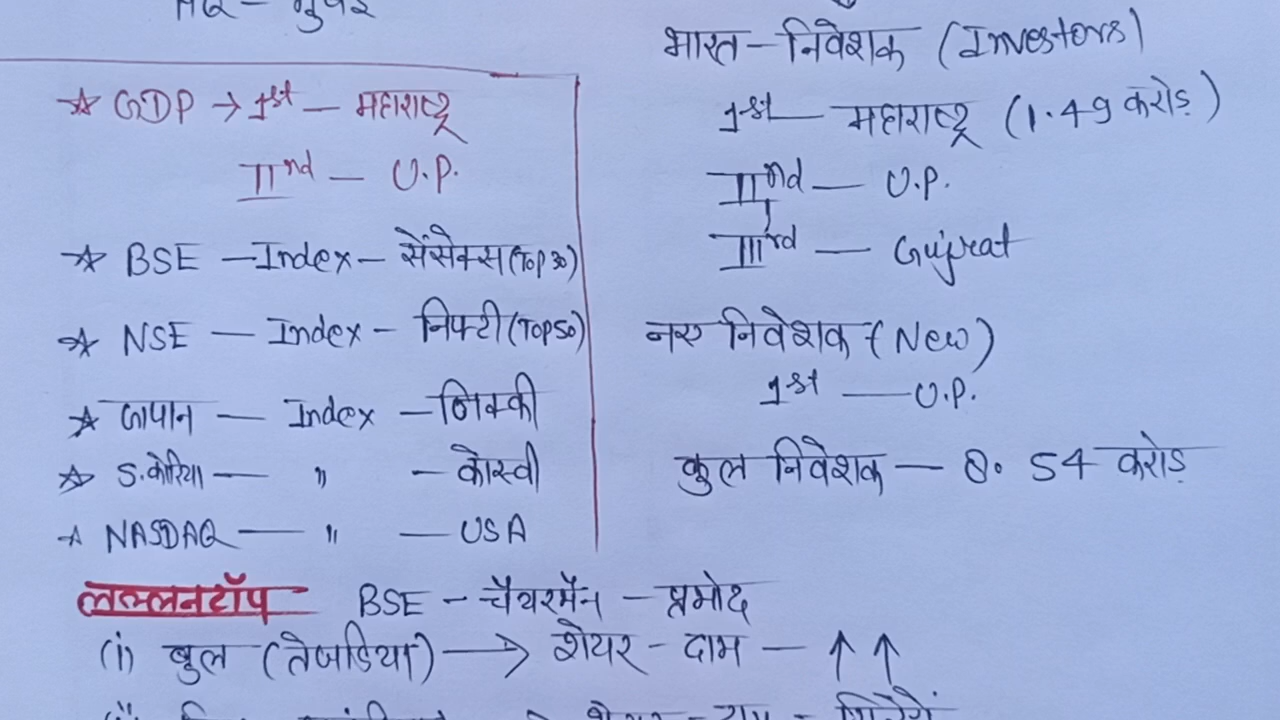 HQ - मुंबई
★ GDP → 1st — महाराष्ट्र
IInd — U.P.
★ BSE — Index — सेंसेक्स (Top 30)
★ NSE — Index - निफ्टी (Top 50)
★ जापान — Index — निक्की
★ S. कोरिया — " — कोस्पी
★ NASDAQ — " — USA
भारत - निवेशक (Investors)
1st — महाराष्ट्र (1.49 करोड़)
IInd — U.P.
IIIrd — Gujrat
नए निवेशक (New)
1st — U.P.
कुल निवेशक — 8.54 करोड़
लल्लनटॉप BSE - चैयरमैन - प्रमोद
(i) बुल (तेजडिया) → शेयर - दाम — ↑ ↑